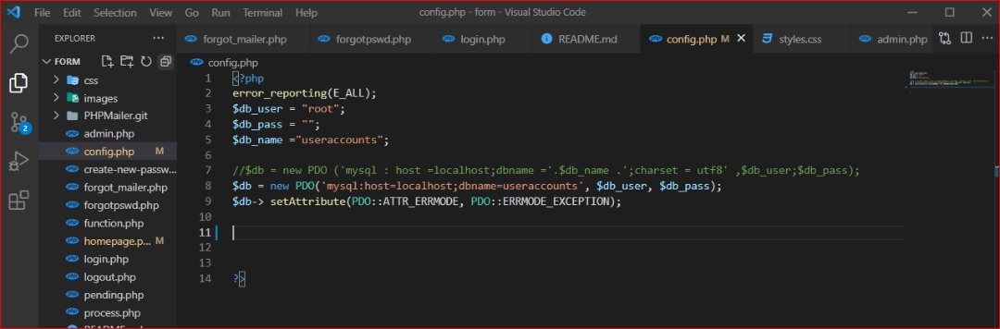 File Edit Selection View Go Run ... config.php - form - Visual Studio Code
EXPLORER ...
forgot_mailer.php forgotpswd.php login.php README.md config.php M styles.css admin.php ...
FORM
css
images
PHPMailer.git
admin.php
config.php M
create-new-passw...
forgot_mailer.php
forgotpswd.php
function.php
homepage.p... M
login.php
logout.php
pending.php
process.php
2
config.php
1 <?php
2 error_reporting(E_ALL);
3 $db_user = "root";
4 $db_pass = "";
5 $db_name ="useraccounts";
6
7 //$db = new PDO ('mysql : host =localhost;dbname ='.$db_name .';charset = utf8' ,$db_user;$db_pass);
8 $db = new PDO('mysql:host=localhost;dbname=useraccounts', $db_user, $db_pass);
9 $db-> setAttribute(PDO::ATTR_ERRMODE, PDO::ERRMODE_EXCEPTION);
10
11
12
13
14 ?>